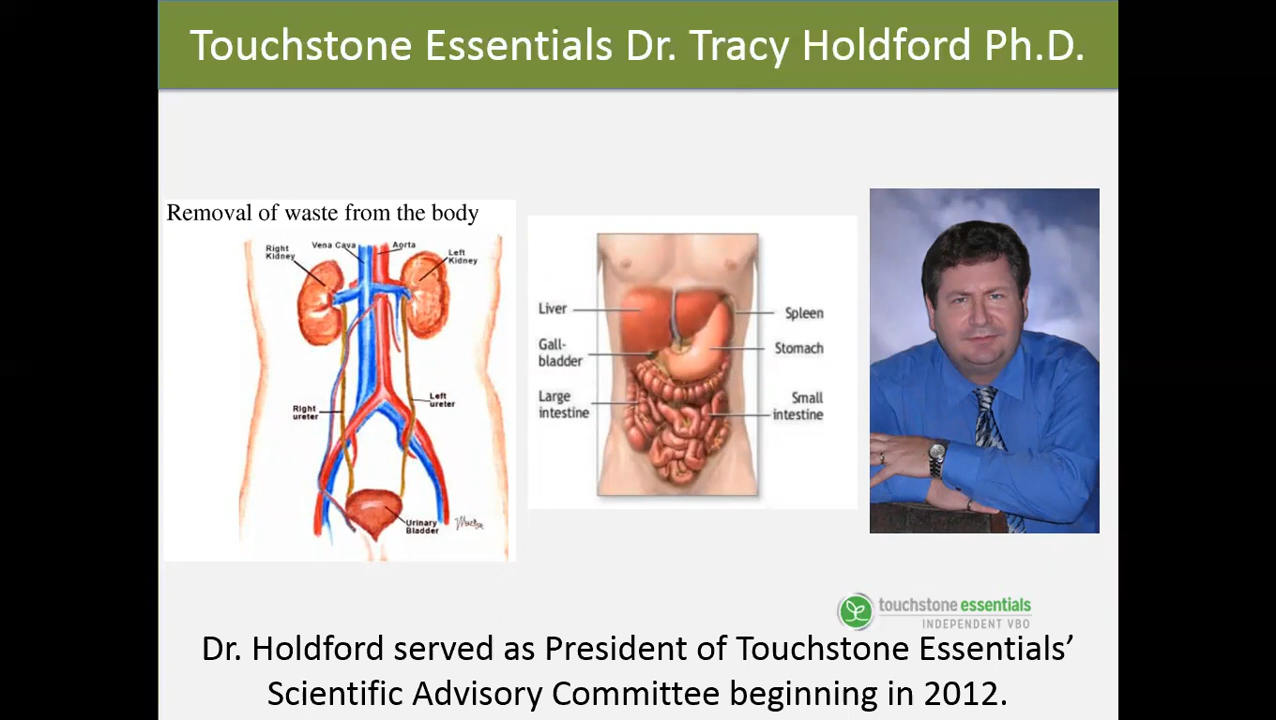 Touchstone Essentials Dr. Tracy Holdford Ph.D.
Removal of waste from the body
Right
Kidney
Vena Cava
Aorta
Left
Kidney
Right
ureter
Left
ureter
Urinary
Bladder
Liver
Gall-
bladder
Large
intestine
Spleen
Stomach
Small
intestine
touchstone essentials
INDEPENDENT VBO
Dr. Holdford served as President of Touchstone Essentials’
Scientific Advisory Committee beginning in 2012.